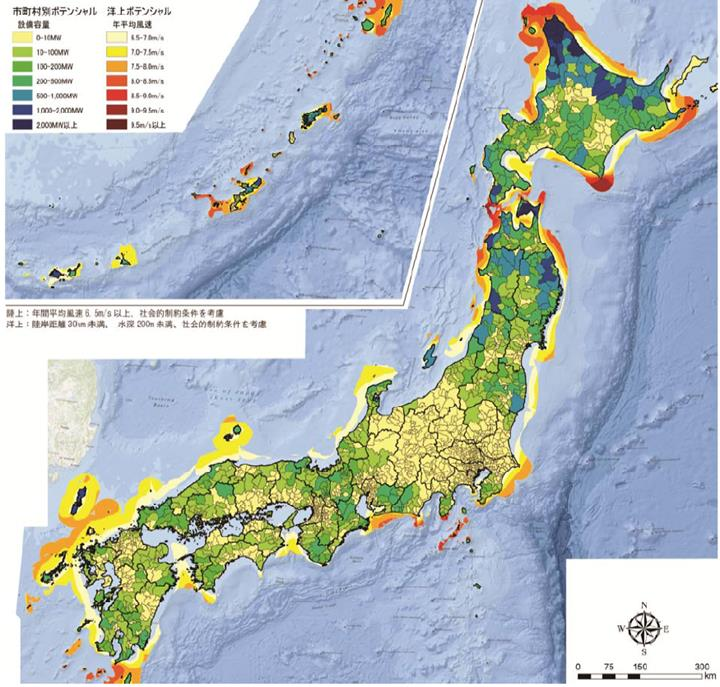 市町村別ポテンシャル
設備容量
0-10MW
10-100MW
100-200MW
200-500MW
500-1,000MW
1,000-2,000MW
2,000MW以上
洋上ポテンシャル
年平均風速
6.5-7.0m/s
7.0-7.5m/s
7.5-8.0m/s
8.0-8.5m/s
8.5-9.0m/s
9.0-9.5m/s
9.5m/s以上
陸上：年間平均風速6.5m/s以上、社会的制約条件を考慮
洋上：陸岸距離30km未満、水深200m未満、社会的制約条件を考慮
N
W E
S
0 75 150 300
km